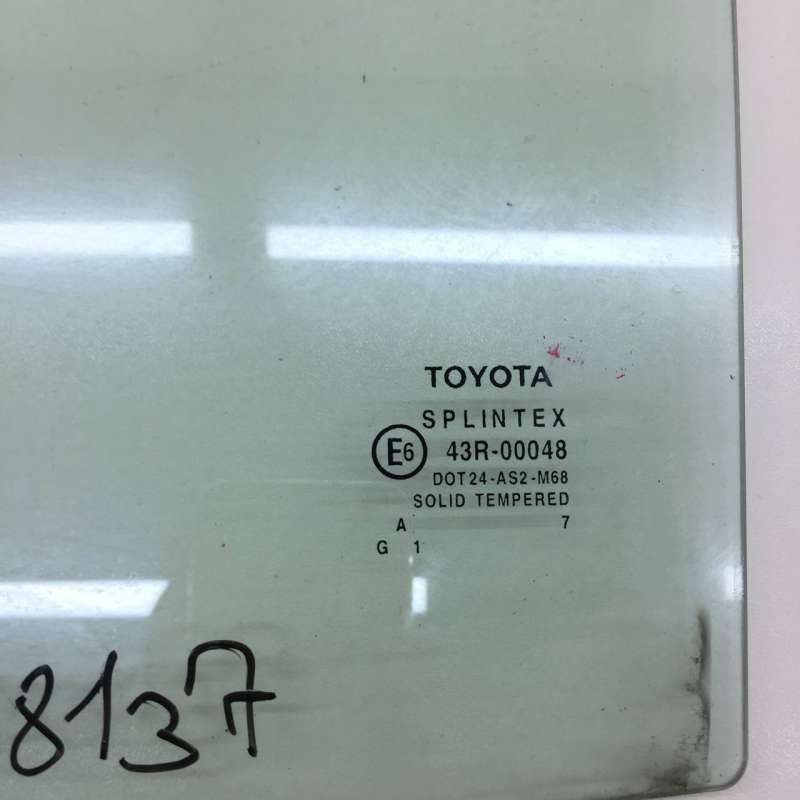 TOYOTA
SPLINTEX
E6 43R-00048
DOT24-AS2-M68
SOLID TEMPERED
A 7
G 1
8137